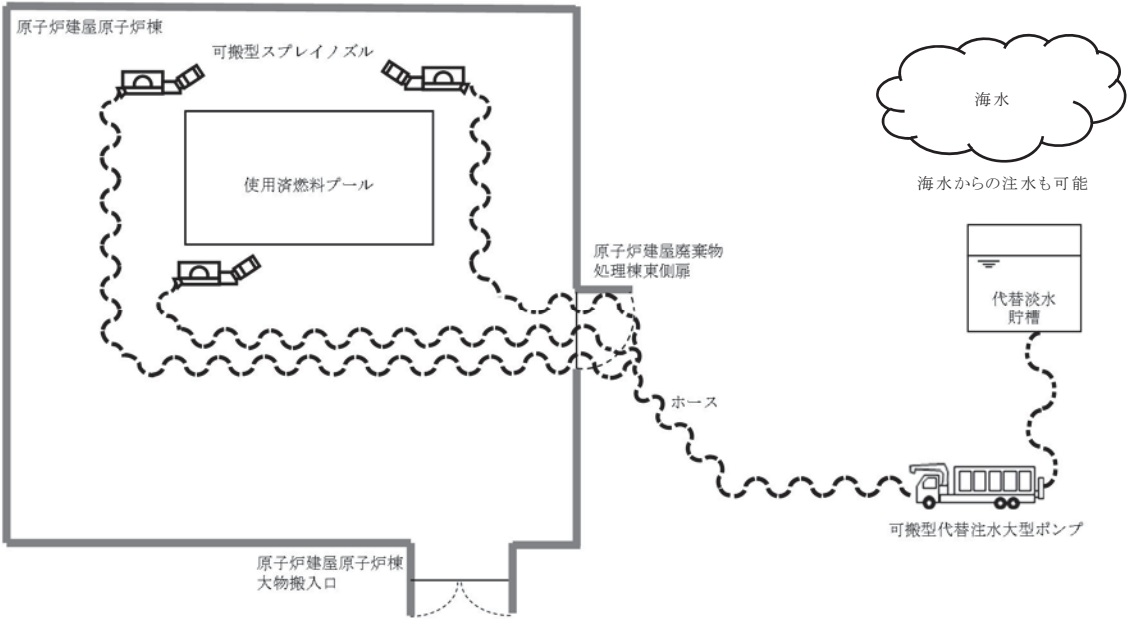 原子炉建屋原子炉棟
可搬型スプレイノズル
海水
使用済燃料プール
海水からの注水も可能
原子炉建屋廃棄物
処理棟東側扉
代替淡水
貯槽
ホース
可搬型代替注水大型ポンプ
原子炉建屋原子炉棟
大物搬入口